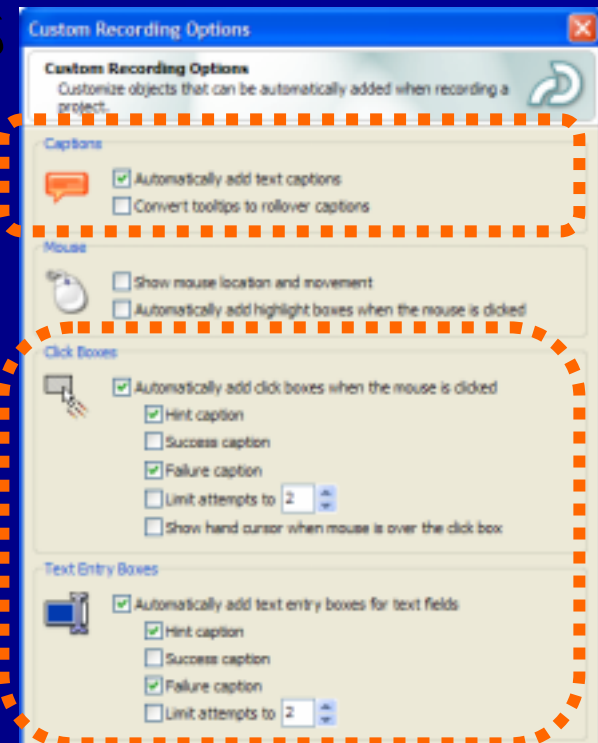 Custom Recording Options
Custom Recording Options
Customize objects that can be automatically added when recording a
project.
Captions
Automatically add text captions
Convert tooltips to rollover captions
Mouse
Show mouse location and movement
Automatically add highlight boxes when the mouse is clicked
Click Boxes
Automatically add click boxes when the mouse is clicked
Hint caption
Success caption
Failure caption
Limit attempts to 2
Show hand cursor when mouse is over the click box
Text Entry Boxes
Automatically add text entry boxes for text fields
Hint caption
Success caption
Failure caption
Limit attempts to 2